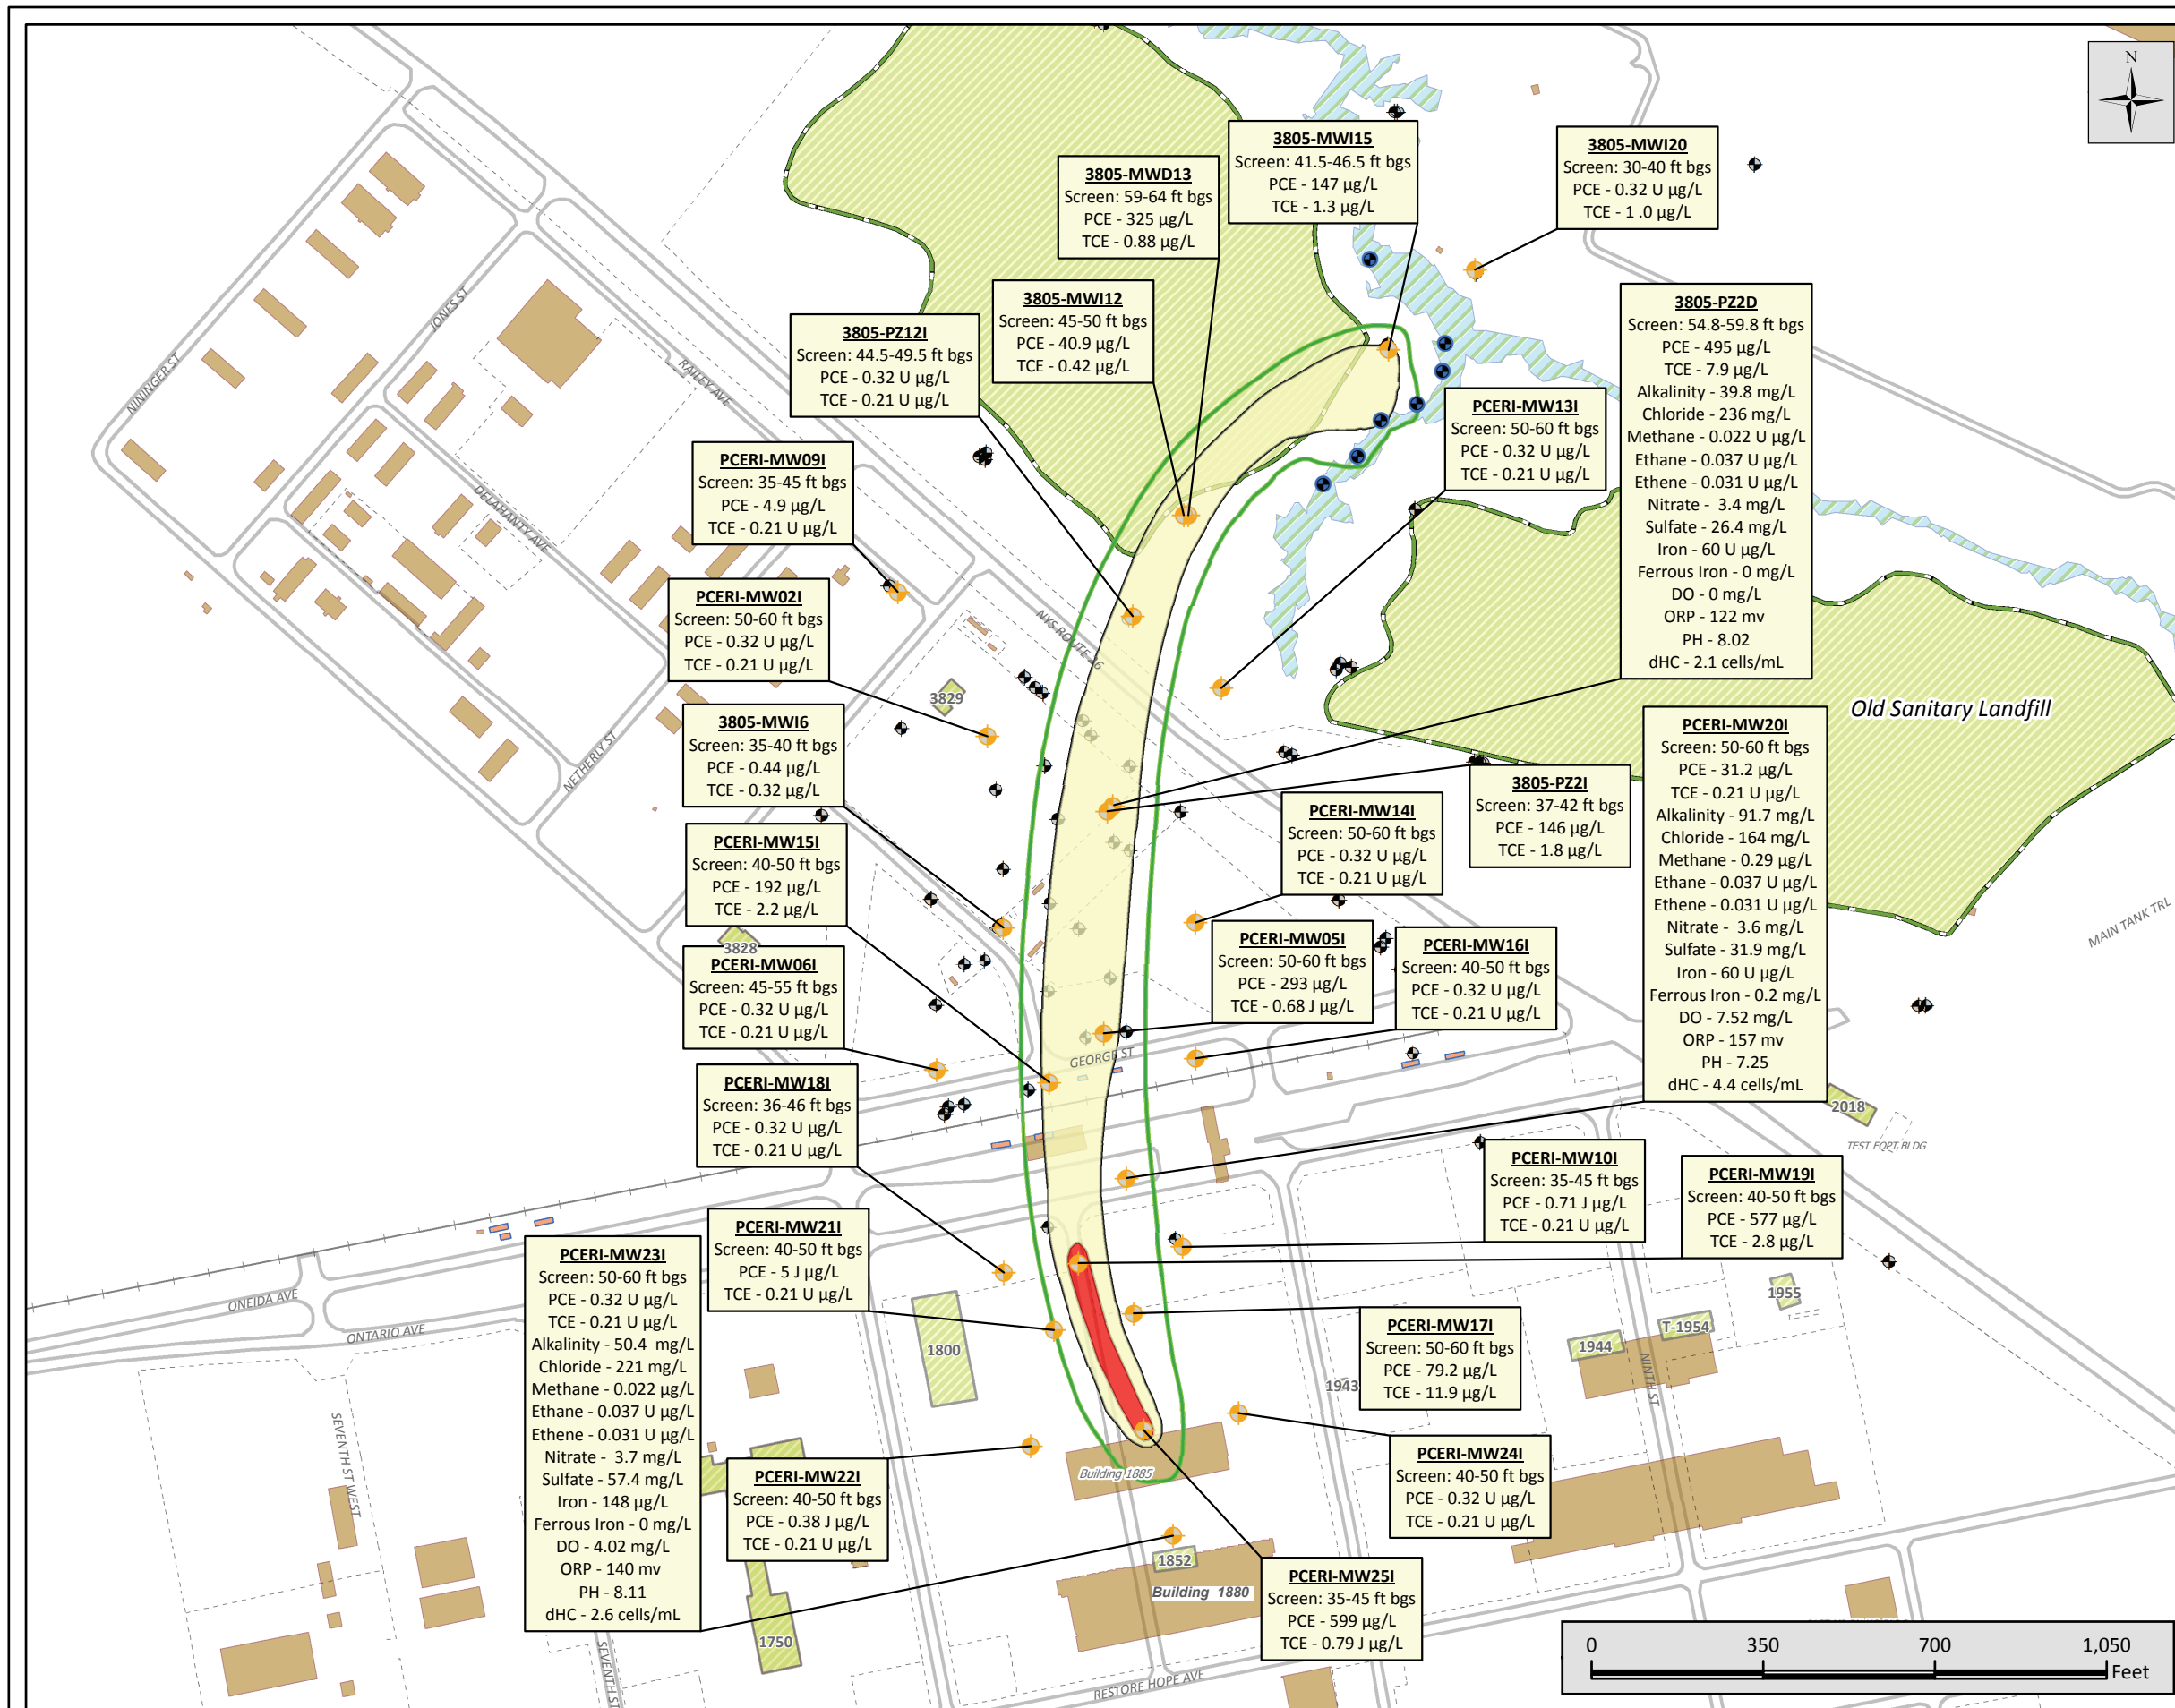 N
3805-MWI15
Screen: 41.5-46.5 ft bgs
PCE - 147 µg/L
TCE - 1.3 µg/L
3805-MWI20
Screen: 30-40 ft bgs
PCE - 0.32 U µg/L
TCE - 1 .0 µg/L
3805-MWD13
Screen: 59-64 ft bgs
PCE - 325 µg/L
TCE - 0.88 µg/L
3805-MWI12
Screen: 45-50 ft bgs
PCE - 40.9 µg/L
TCE - 0.42 µg/L
3805-PZ12I
Screen: 44.5-49.5 ft bgs
PCE - 0.32 U µg/L
TCE - 0.21 U µg/L
3805-PZ2D
Screen: 54.8-59.8 ft bgs
PCE - 495 µg/L
TCE - 7.9 µg/L
Alkalinity - 39.8 mg/L
Chloride - 236 mg/L
Methane - 0.022 U µg/L
Ethane - 0.037 U µg/L
Ethene - 0.031 U µg/L
Nitrate - 3.4 mg/L
Sulfate - 26.4 mg/L
Iron - 60 U µg/L
Ferrous Iron - 0 mg/L
DO - 0 mg/L
ORP - 122 mv
PH - 8.02
dHC - 2.1 cells/mL
PCERI-MW13I
Screen: 50-60 ft bgs
PCE - 0.32 U µg/L
TCE - 0.21 U µg/L
PCERI-MW09I
Screen: 35-45 ft bgs
PCE - 4.9 µg/L
TCE - 0.21 U µg/L
PCERI-MW02I
Screen: 50-60 ft bgs
PCE - 0.32 U µg/L
TCE - 0.21 U µg/L
3805-MWI6
Screen: 35-40 ft bgs
PCE - 0.44 µg/L
TCE - 0.32 µg/L
PCERI-MW15I
Screen: 40-50 ft bgs
PCE - 192 µg/L
TCE - 2.2 µg/L
PCERI-MW06I
Screen: 45-55 ft bgs
PCE - 0.32 U µg/L
TCE - 0.21 U µg/L
PCERI-MW18I
Screen: 36-46 ft bgs
PCE - 0.32 U µg/L
TCE - 0.21 U µg/L
PCERI-MW21I
Screen: 40-50 ft bgs
PCE - 5 J µg/L
TCE - 0.21 U µg/L
PCERI-MW23I
Screen: 50-60 ft bgs
PCE - 0.32 U µg/L
TCE - 0.21 U µg/L
Alkalinity - 50.4 mg/L
Chloride - 221 mg/L
Methane - 0.022 µg/L
Ethane - 0.037 U µg/L
Ethene - 0.031 U µg/L
Nitrate - 3.7 mg/L
Sulfate - 57.4 mg/L
Iron - 148 µg/L
Ferrous Iron - 0 mg/L
DO - 4.02 mg/L
ORP - 140 mv
PH - 8.11
dHC - 2.6 cells/mL
PCERI-MW22I
Screen: 40-50 ft bgs
PCE - 0.38 J µg/L
TCE - 0.21 U µg/L
PCERI-MW20I
Screen: 50-60 ft bgs
PCE - 31.2 µg/L
TCE - 0.21 U µg/L
Alkalinity - 91.7 mg/L
Chloride - 164 mg/L
Methane - 0.29 µg/L
Ethane - 0.037 U µg/L
Ethene - 0.031 U µg/L
Nitrate - 3.6 mg/L
Sulfate - 31.9 mg/L
Iron - 60 U µg/L
Ferrous Iron - 0.2 mg/L
DO - 7.52 mg/L
ORP - 157 mv
PH - 7.25
dHC - 4.4 cells/mL
3805-PZ2I
Screen: 37-42 ft bgs
PCE - 146 µg/L
TCE - 1.8 µg/L
PCERI-MW14I
Screen: 50-60 ft bgs
PCE - 0.32 U µg/L
TCE - 0.21 U µg/L
PCERI-MW05I
Screen: 50-60 ft bgs
PCE - 293 µg/L
TCE - 0.68 J µg/L
PCERI-MW16I
Screen: 40-50 ft bgs
PCE - 0.32 U µg/L
TCE - 0.21 U µg/L
PCERI-MW10I
Screen: 35-45 ft bgs
PCE - 0.71 J µg/L
TCE - 0.21 U µg/L
PCERI-MW19I
Screen: 40-50 ft bgs
PCE - 577 µg/L
TCE - 2.8 µg/L
PCERI-MW17I
Screen: 50-60 ft bgs
PCE - 79.2 µg/L
TCE - 11.9 µg/L
PCERI-MW24I
Screen: 40-50 ft bgs
PCE - 0.32 U µg/L
TCE - 0.21 U µg/L
PCERI-MW25I
Screen: 35-45 ft bgs
PCE - 599 µg/L
TCE - 0.79 J µg/L
Old Sanitary Landfill
NININGER ST
JONES ST
RAILEY AVE
DELAHANTY AVE
NETHERLY ST
NYS ROUTE 26
GEORGE ST
ONEIDA AVE
ONTARIO AVE
SEVENTH ST WEST
SEVENTH ST
NINTH ST
MAIN TANK TRL
RESTORE HOPE AVE
TEST EQPT BLDG
3829
3828
2018
1800
1955
T-1954
1944
1943
1852
1750
Building 1885
Building 1880
0 350 700 1,050
Feet